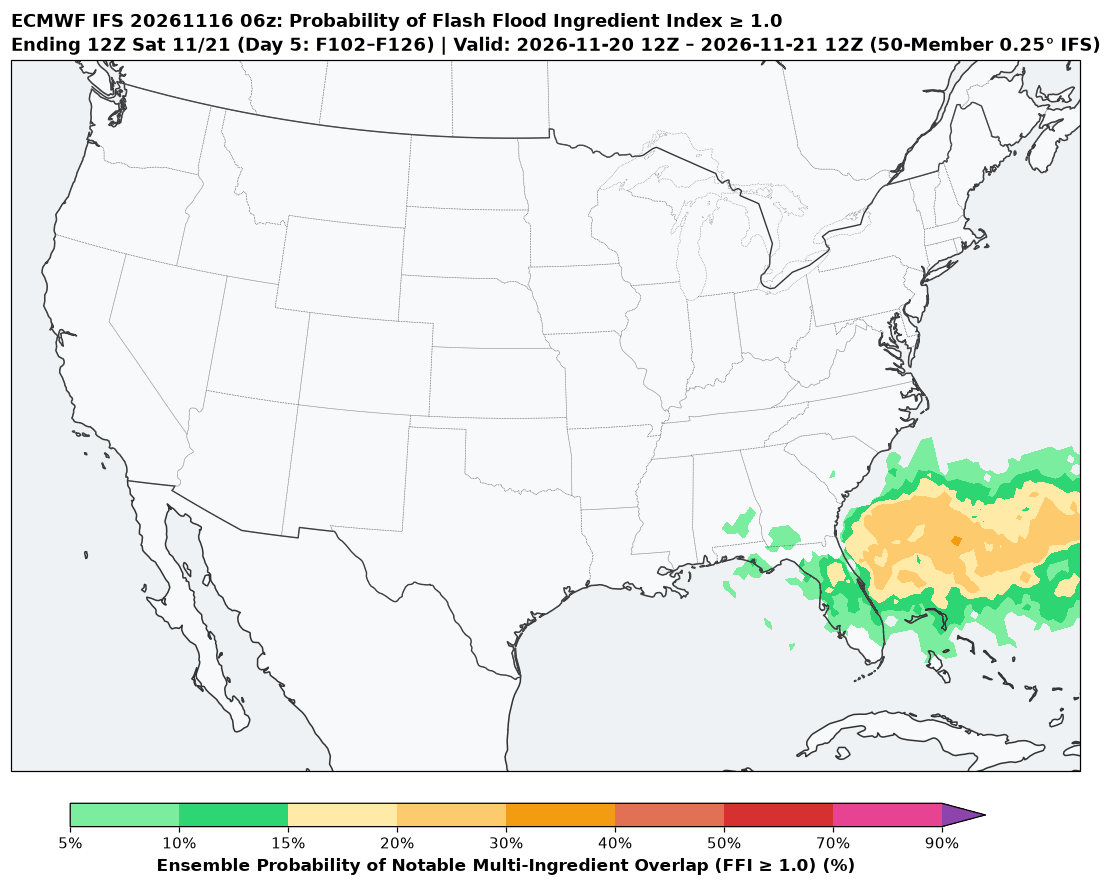 ECMWF IFS 20261116 06z: Probability of Flash Flood Ingredient Index ≥ 1.0
Ending 12Z Sat 11/21 (Day 5: F102–F126) | Valid: 2026-11-20 12Z – 2026-11-21 12Z (50-Member 0.25° IFS)
5% 10% 15% 20% 30% 40% 50% 70% 90%
Ensemble Probability of Notable Multi-Ingredient Overlap (FFI ≥ 1.0) (%)